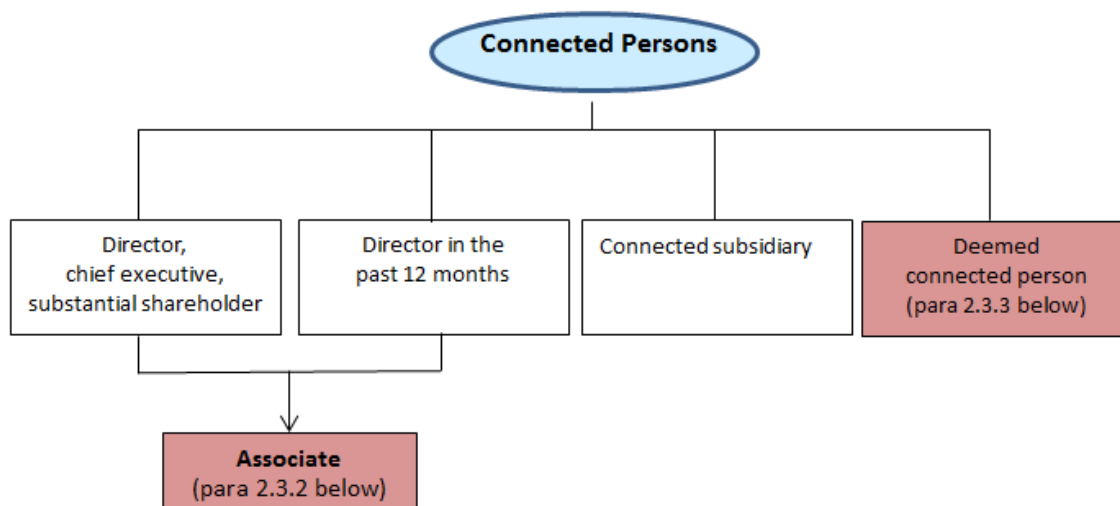 Connected Persons
Director,
chief executive,
substantial shareholder
Director in the
past 12 months
Connected subsidiary
Deemed
connected person
(para 2.3.3 below)
Associate
(para 2.3.2 below)